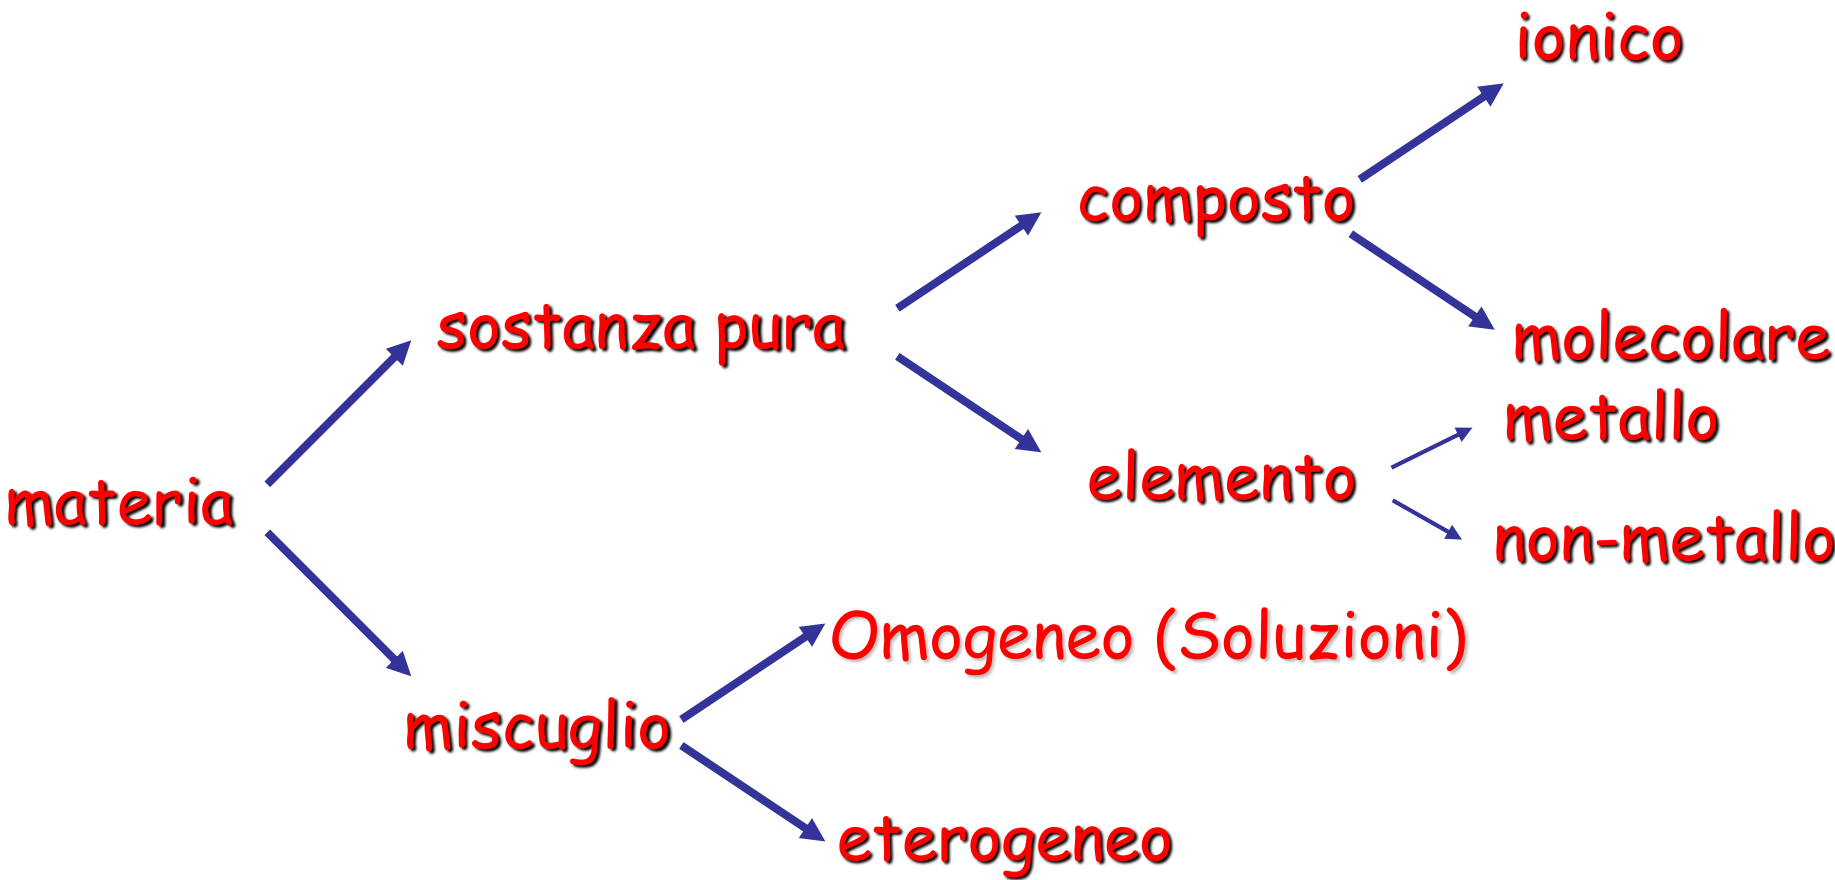 ionico
composto
sostanza pura
molecolare
metallo
elemento
materia
non-metallo
Omogeneo (Soluzioni)
miscuglio
eterogeneo